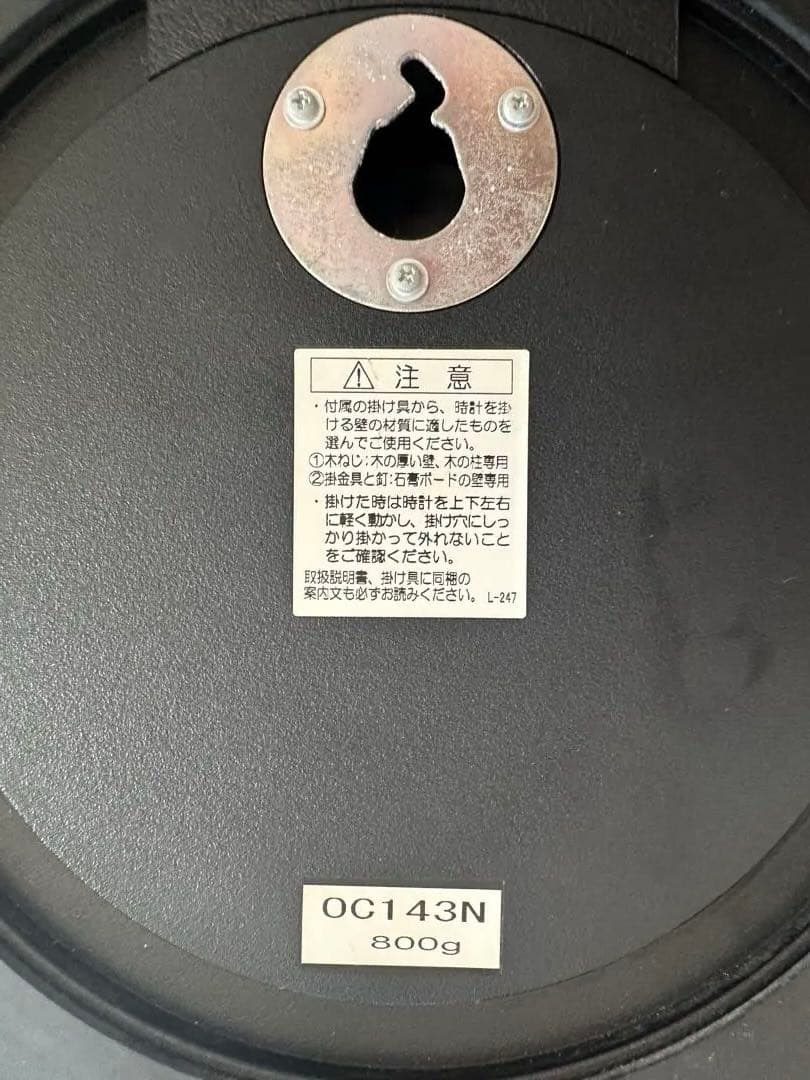 ⚠ 注意
・付属の掛け具から、時計を掛
ける壁の材質に適したものを
選んでご使用ください。
①木ねじ:木の厚い壁、木の柱専用
②掛金具と釘:石膏ボードの壁専用
・掛けた時は時計を上下左右
に軽く動かし、掛け穴にしっ
かり掛かって外れないこと
をご確認ください。
取扱説明書、掛け具に同梱の
案内文も必ずお読みください。 L-247
OC143N
800g